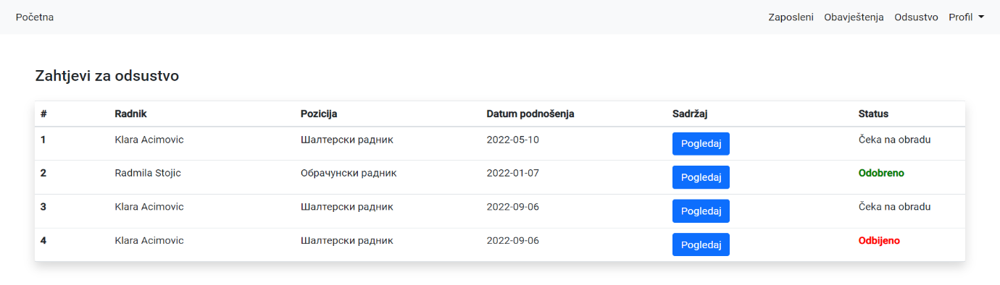 Početna Zaposleni Obavještenja Odsustvo Profil
Zahtjevi za odsustvo
# Radnik Pozicija Datum podnošenja Sadržaj Status
1 Klara Acimovic Шалтерски радник 2022-05-10 Pogledaj Čeka na obradu
2 Radmila Stojic Обрачунски радник 2022-01-07 Pogledaj Odobreno
3 Klara Acimovic Шалтерски радник 2022-09-06 Pogledaj Čeka na obradu
4 Klara Acimovic Шалтерски радник 2022-09-06 Pogledaj Odbijeno